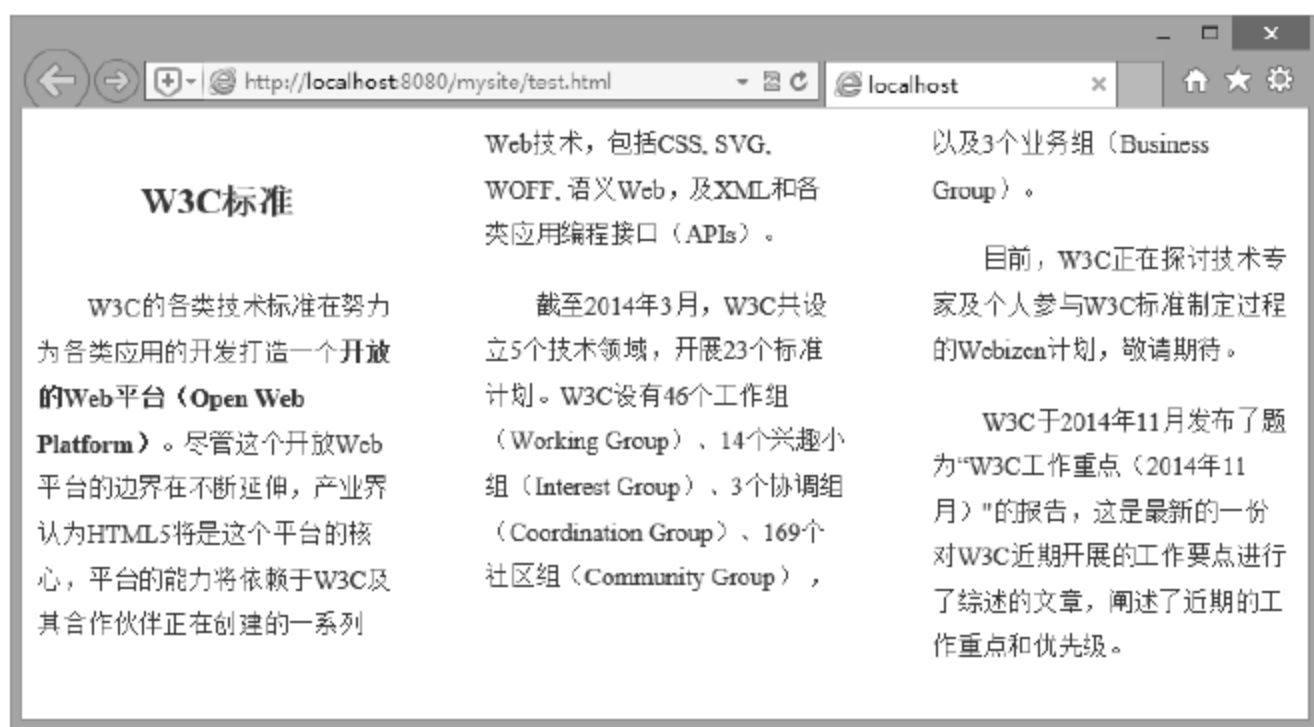 http://localhost:8080/mysite/test.html
localhost
W3C标准
W3C的各类技术标准在努力
为各类应用的开发打造一个开放
的Web平台（Open Web
Platform）。尽管这个开放Web
平台的边界在不断延伸，产业界
认为HTML5将是这个平台的核
心，平台的能力将依赖于W3C及
其合作伙伴正在创建的一系列
Web技术，包括CSS、SVG、
WOFF、语义Web，及XML和各
类应用编程接口（APIs）。
截至2014年3月，W3C共设
立5个技术领域，开展23个标准
计划。W3C设有46个工作组
（Working Group）、14个兴趣小
组（Interest Group）、3个协调组
（Coordination Group）、169个
社区组（Community Group），
以及3个业务组（Business
Group）。
目前，W3C正在探讨技术专
家及个人参与W3C标准制定过程
的Webizen计划，敬请期待。
W3C于2014年11月发布了题
为“W3C工作重点（2014年11
月）"的报告，这是最新的一份
对W3C近期开展的工作要点进行
了综述的文章，阐述了近期的工
作重点和优先级。